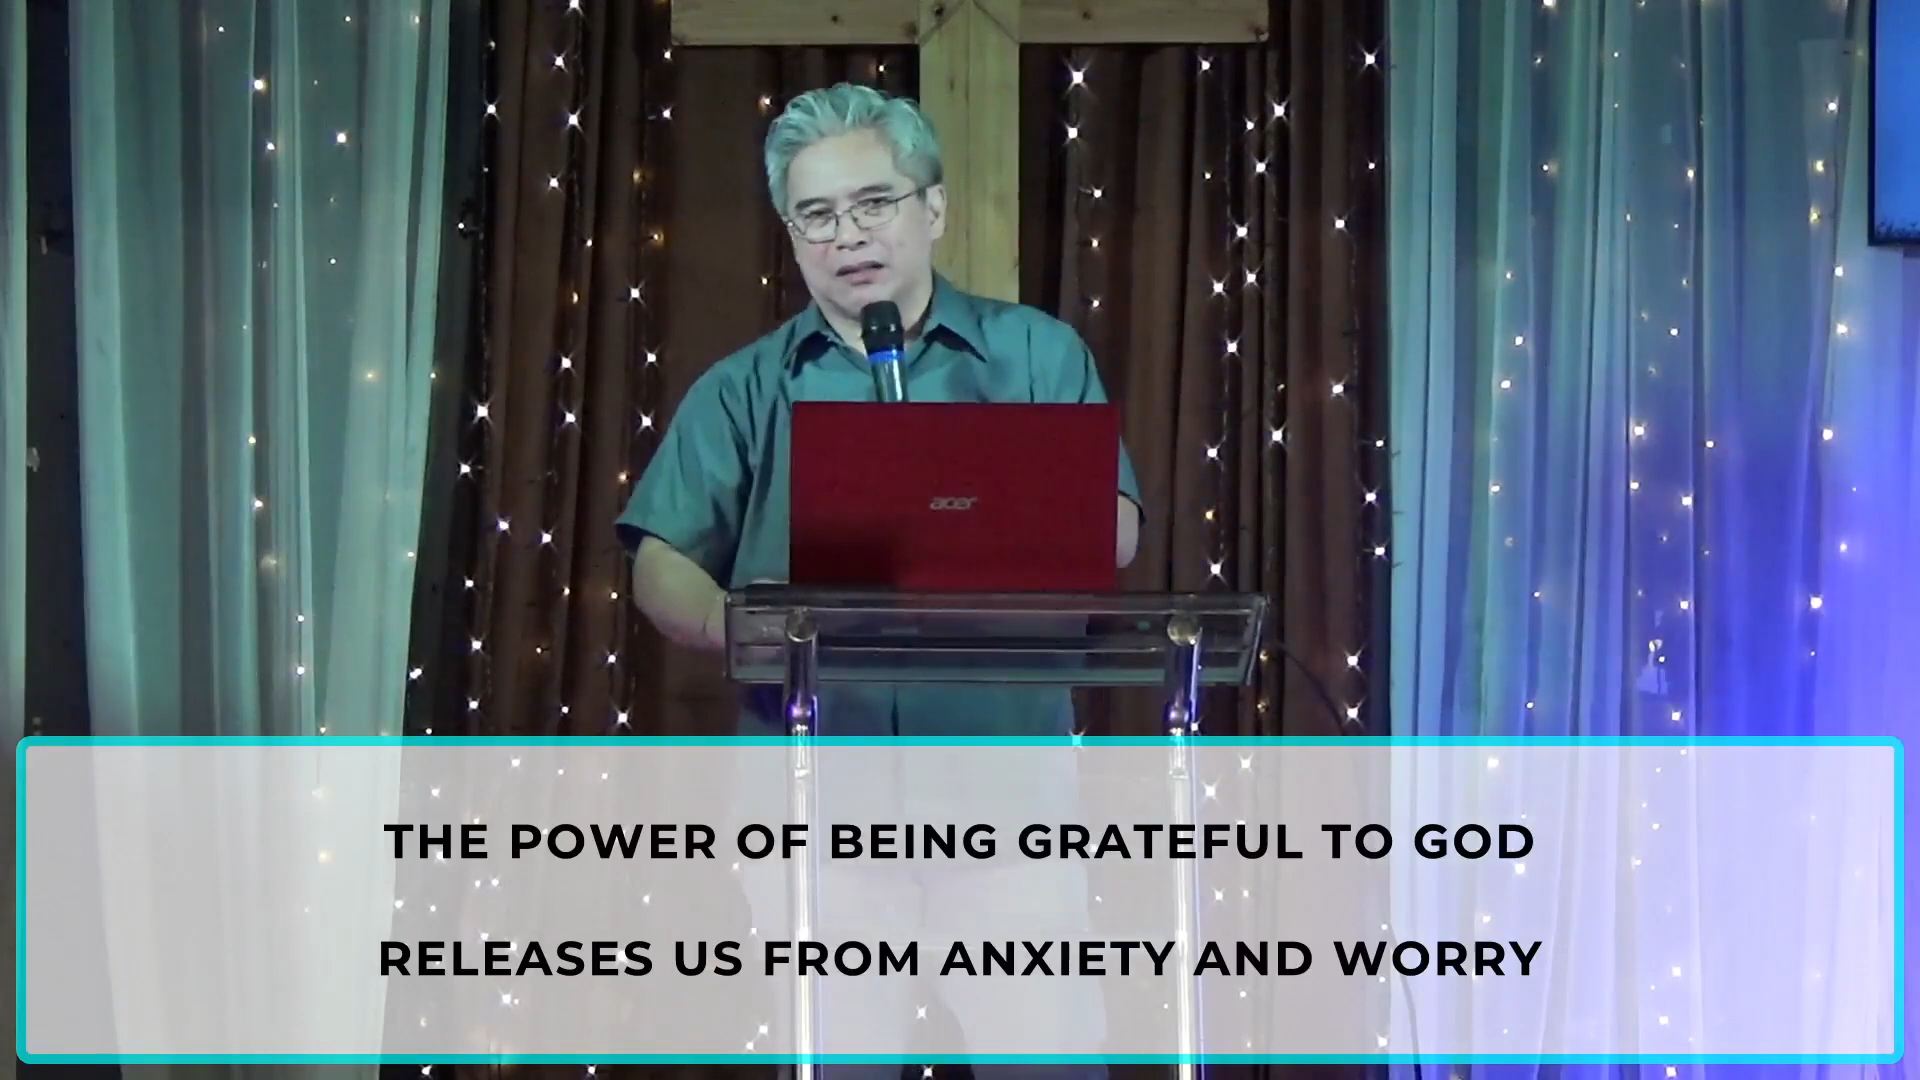 acer
THE POWER OF BEING GRATEFUL TO GOD
RELEASES US FROM ANXIETY AND WORRY